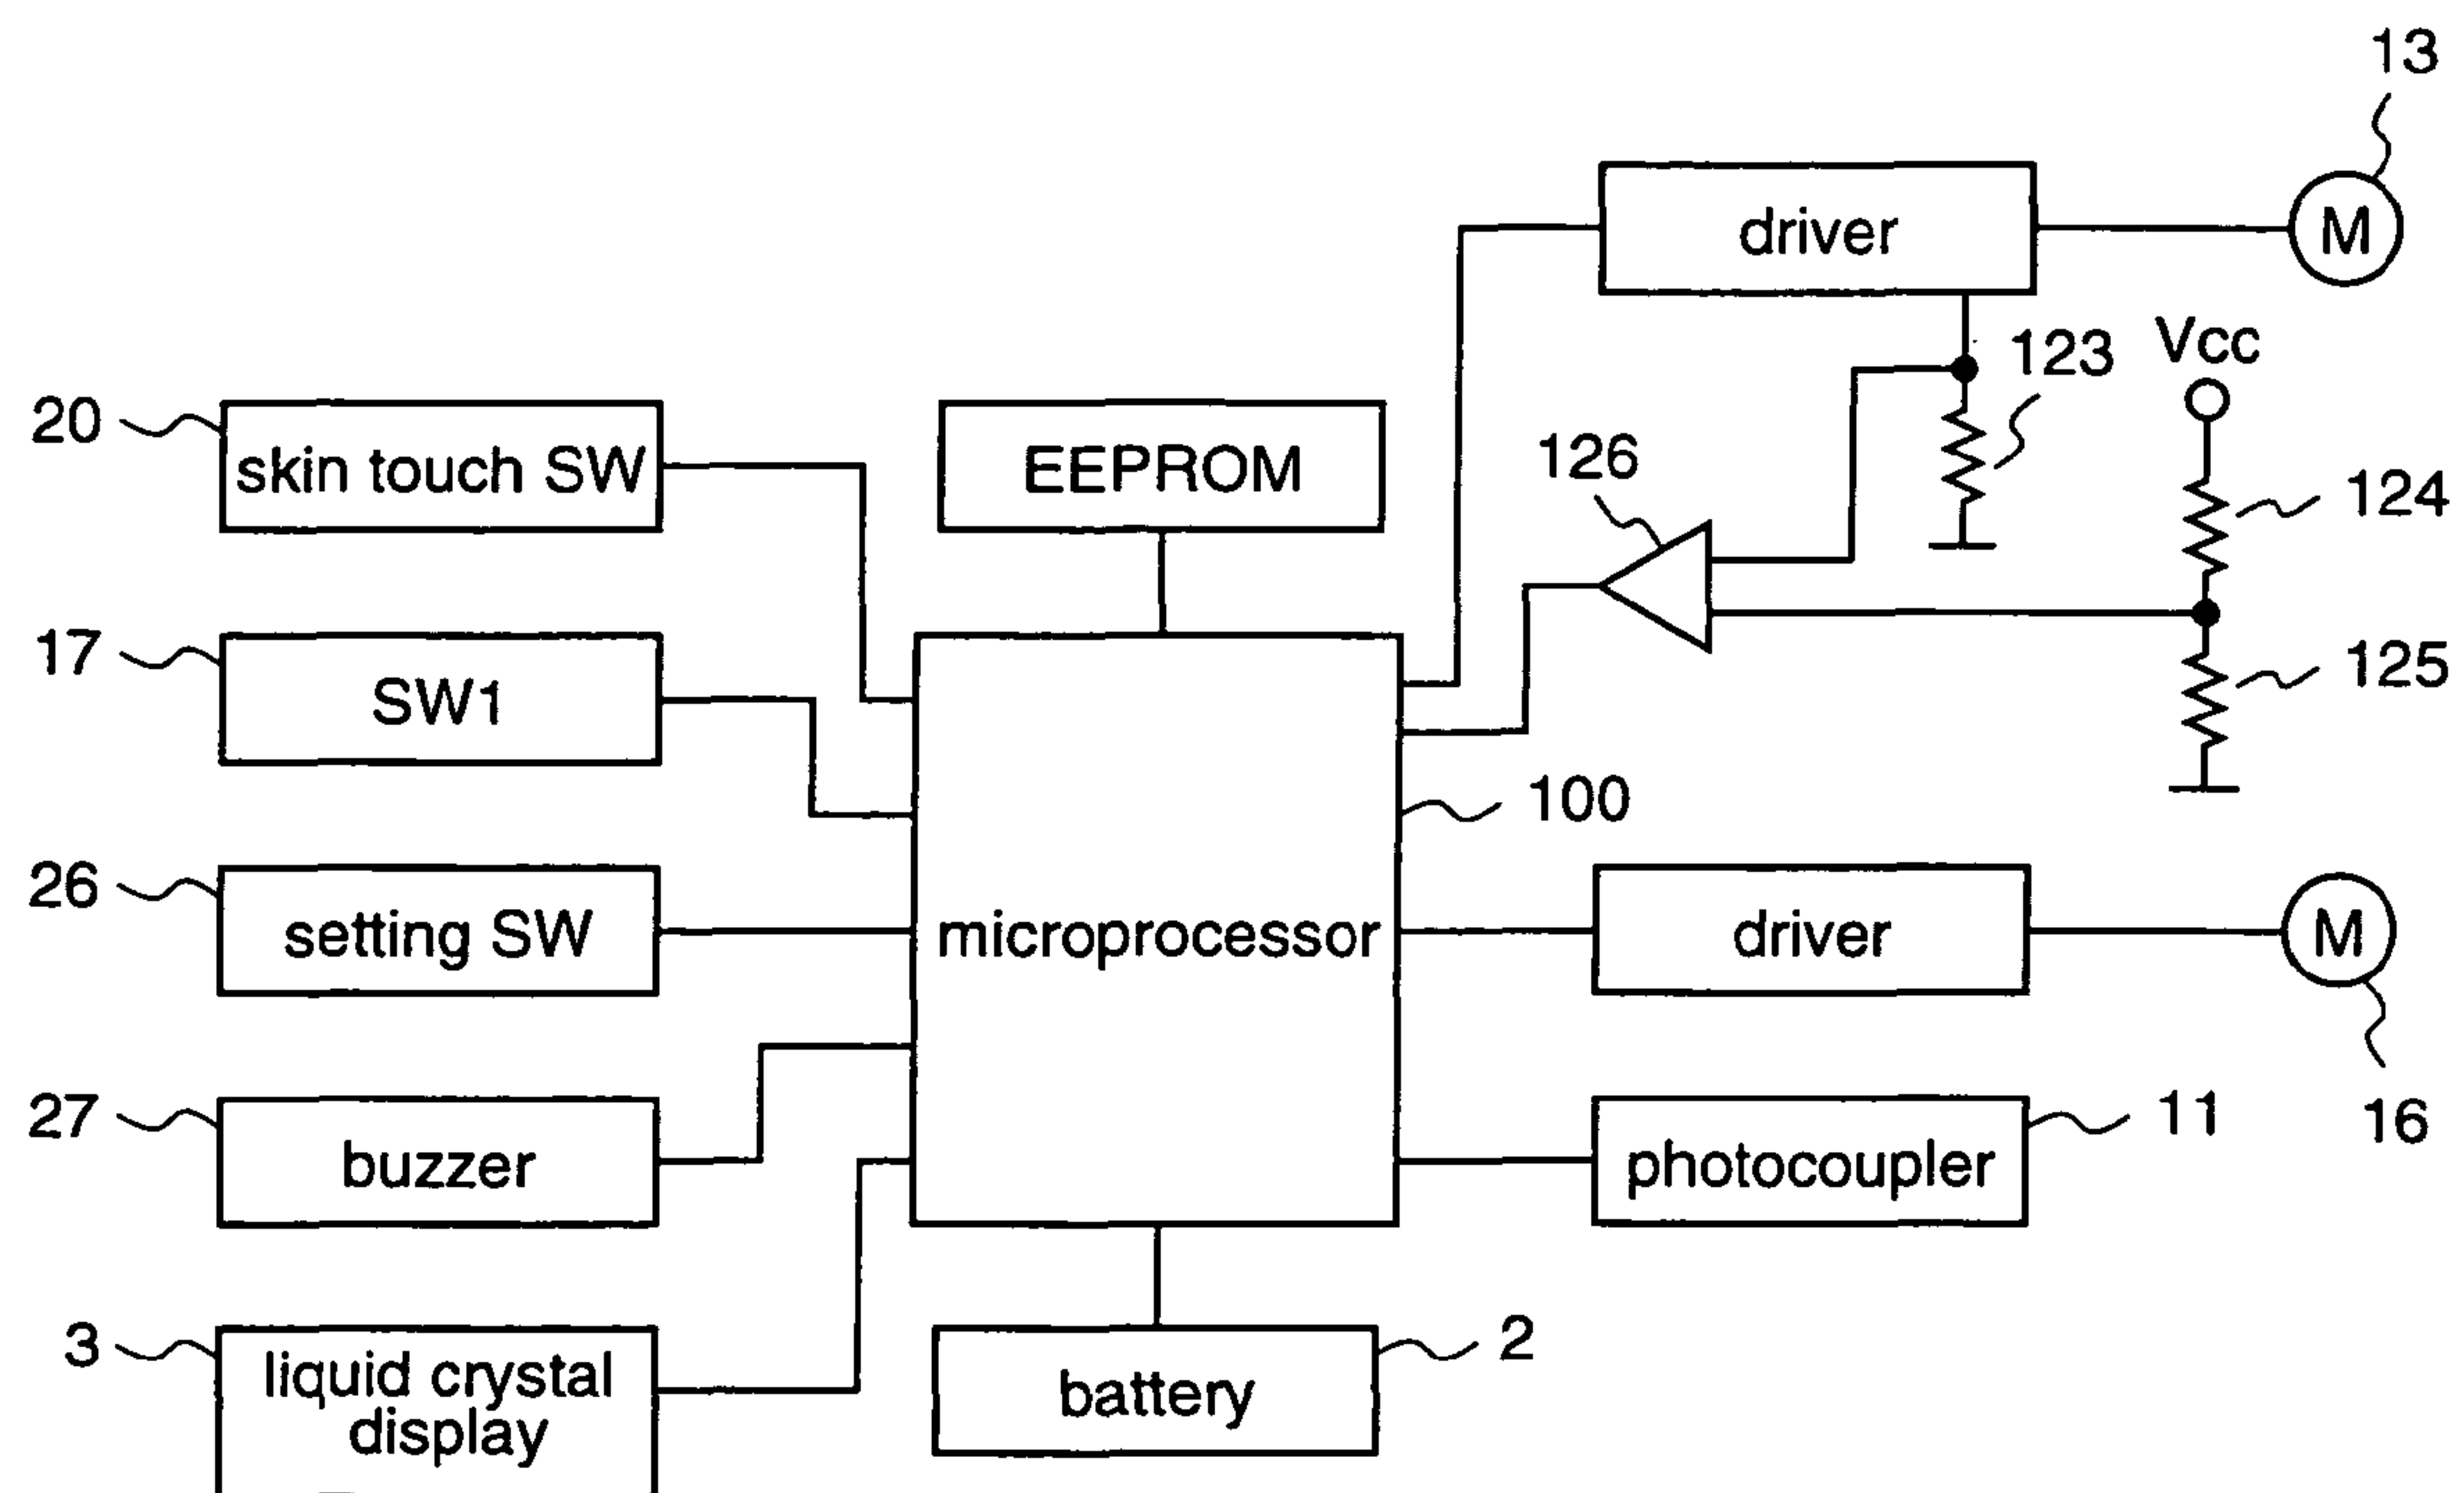 13
driver
M
123
Vcc
20
skin touch SW
EEPROM
126
124
17
SW1
125
100
26
setting SW
microprocessor
driver
M
27
buzzer
photocoupler
11
16
3
liquid crystal
display
battery
2